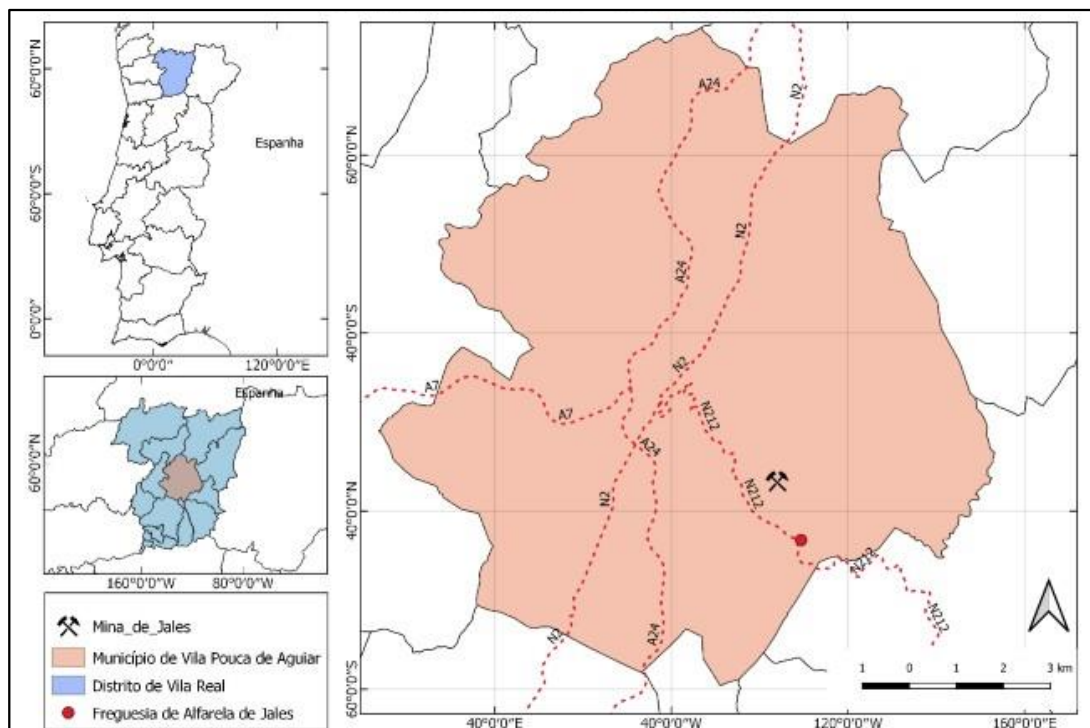 60°0'0"N
60°0'0"S
0°0'0"
Espanha
0°0'0"
120°0'0"E
Espanha
60°0'0"N
160°0'0"W
80°0'0"W
Mina_de_Jales
Município de Vila Pouca de Aguiar
Distrito de Vila Real
Freguesia de Alfarela de Jales
60°0'0"N
40°0'0"S
40°0'0"N
60°0'0"S
A24
N2
N2
A24
N2
A7
A7
A24
N212
N212
N2
N212
N212
N2
A24
1 0 1 2 3 km
40°0'0"E
40°0'0"W
120°0'0"W
160°0'0"E